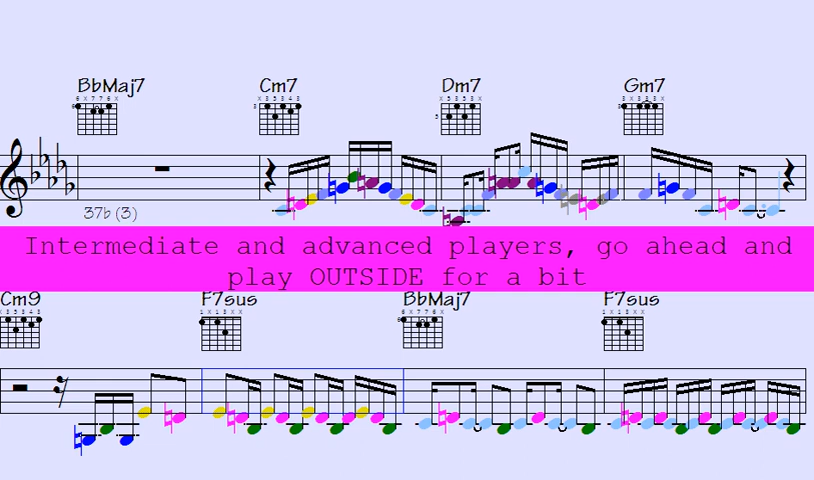 BbMaj7 Cm7 Dm7 Gm7
37b (3)
Intermediate and advanced players, go ahead and
play OUTSIDE for a bit
Cm9 F7sus BbMaj7 F7sus